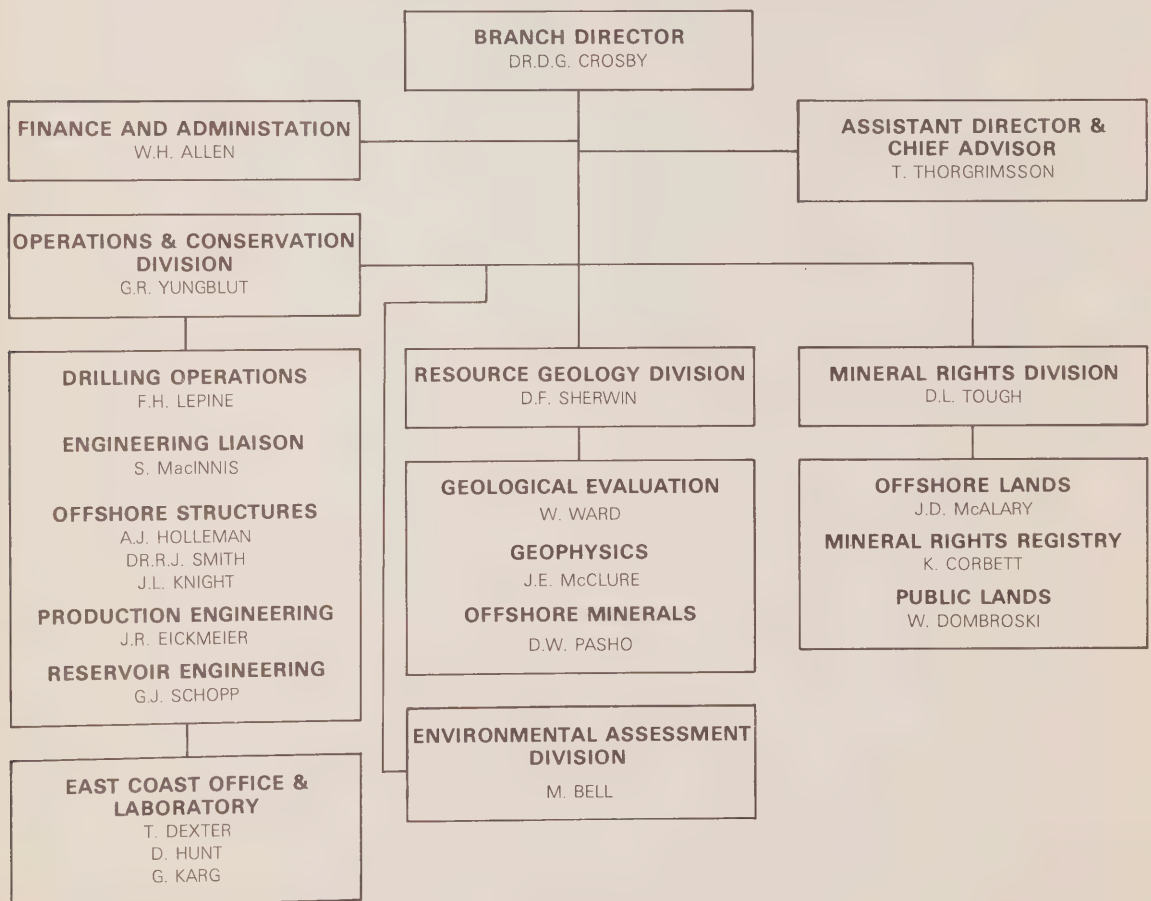 BRANCH DIRECTOR
DR.D.G. CROSBY
FINANCE AND ADMINISTATION
W.H. ALLEN
ASSISTANT DIRECTOR &
CHIEF ADVISOR
T. THORGRIMSSON
OPERATIONS & CONSERVATION
DIVISION
G.R. YUNGBLUT
DRILLING OPERATIONS
F.H. LEPINE
ENGINEERING LIAISON
S. MacINNIS
OFFSHORE STRUCTURES
A.J. HOLLEMAN
DR.R.J. SMITH
J.L. KNIGHT
PRODUCTION ENGINEERING
J.R. EICKMEIER
RESERVOIR ENGINEERING
G.J. SCHOPP
EAST COAST OFFICE &
LABORATORY
T. DEXTER
D. HUNT
G. KARG
RESOURCE GEOLOGY DIVISION
D.F. SHERWIN
GEOLOGICAL EVALUATION
W. WARD
GEOPHYSICS
J.E. McCLURE
OFFSHORE MINERALS
D.W. PASHO
ENVIRONMENTAL ASSESSMENT
DIVISION
M. BELL
MINERAL RIGHTS DIVISION
D.L. TOUGH
OFFSHORE LANDS
J.D. McALARY
MINERAL RIGHTS REGISTRY
K. CORBETT
PUBLIC LANDS
W. DOMBROSKI